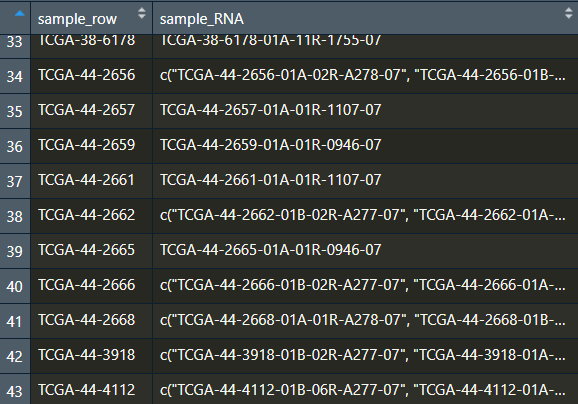 sample_row sample_RNA
33 TCGA-38-6178 TCGA-38-6178-01A-11R-1755-07
34 TCGA-44-2656 c("TCGA-44-2656-01A-02R-A278-07", "TCGA-44-2656-01B-...
35 TCGA-44-2657 TCGA-44-2657-01A-01R-1107-07
36 TCGA-44-2659 TCGA-44-2659-01A-01R-0946-07
37 TCGA-44-2661 TCGA-44-2661-01A-01R-1107-07
38 TCGA-44-2662 c("TCGA-44-2662-01B-02R-A277-07", "TCGA-44-2662-01A-...
39 TCGA-44-2665 TCGA-44-2665-01A-01R-0946-07
40 TCGA-44-2666 c("TCGA-44-2666-01B-02R-A277-07", "TCGA-44-2666-01A-...
41 TCGA-44-2668 c("TCGA-44-2668-01A-01R-A278-07", "TCGA-44-2668-01B-...
42 TCGA-44-3918 c("TCGA-44-3918-01B-02R-A277-07", "TCGA-44-3918-01A-...
43 TCGA-44-4112 c("TCGA-44-4112-01B-06R-A277-07", "TCGA-44-4112-01A-...